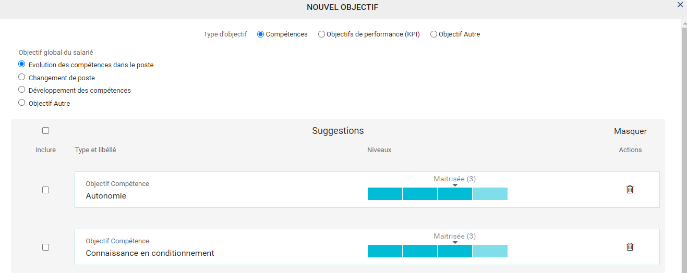 NOUVEL OBJECTIF
Type d'objectif Compétences Objectifs de performance (KPI) Objectif Autre
Objectif global du salarié
Evolution des compétences dans le poste
Changement de poste
Développement des compétences
Objectif Autre
Suggestions Masquer
Inclure Type et libéllé Niveaux Actions
Objectif Compétence Maitrisée (3)
Autonomie
Objectif Compétence Maitrisée (3)
Connaissance en conditionnement